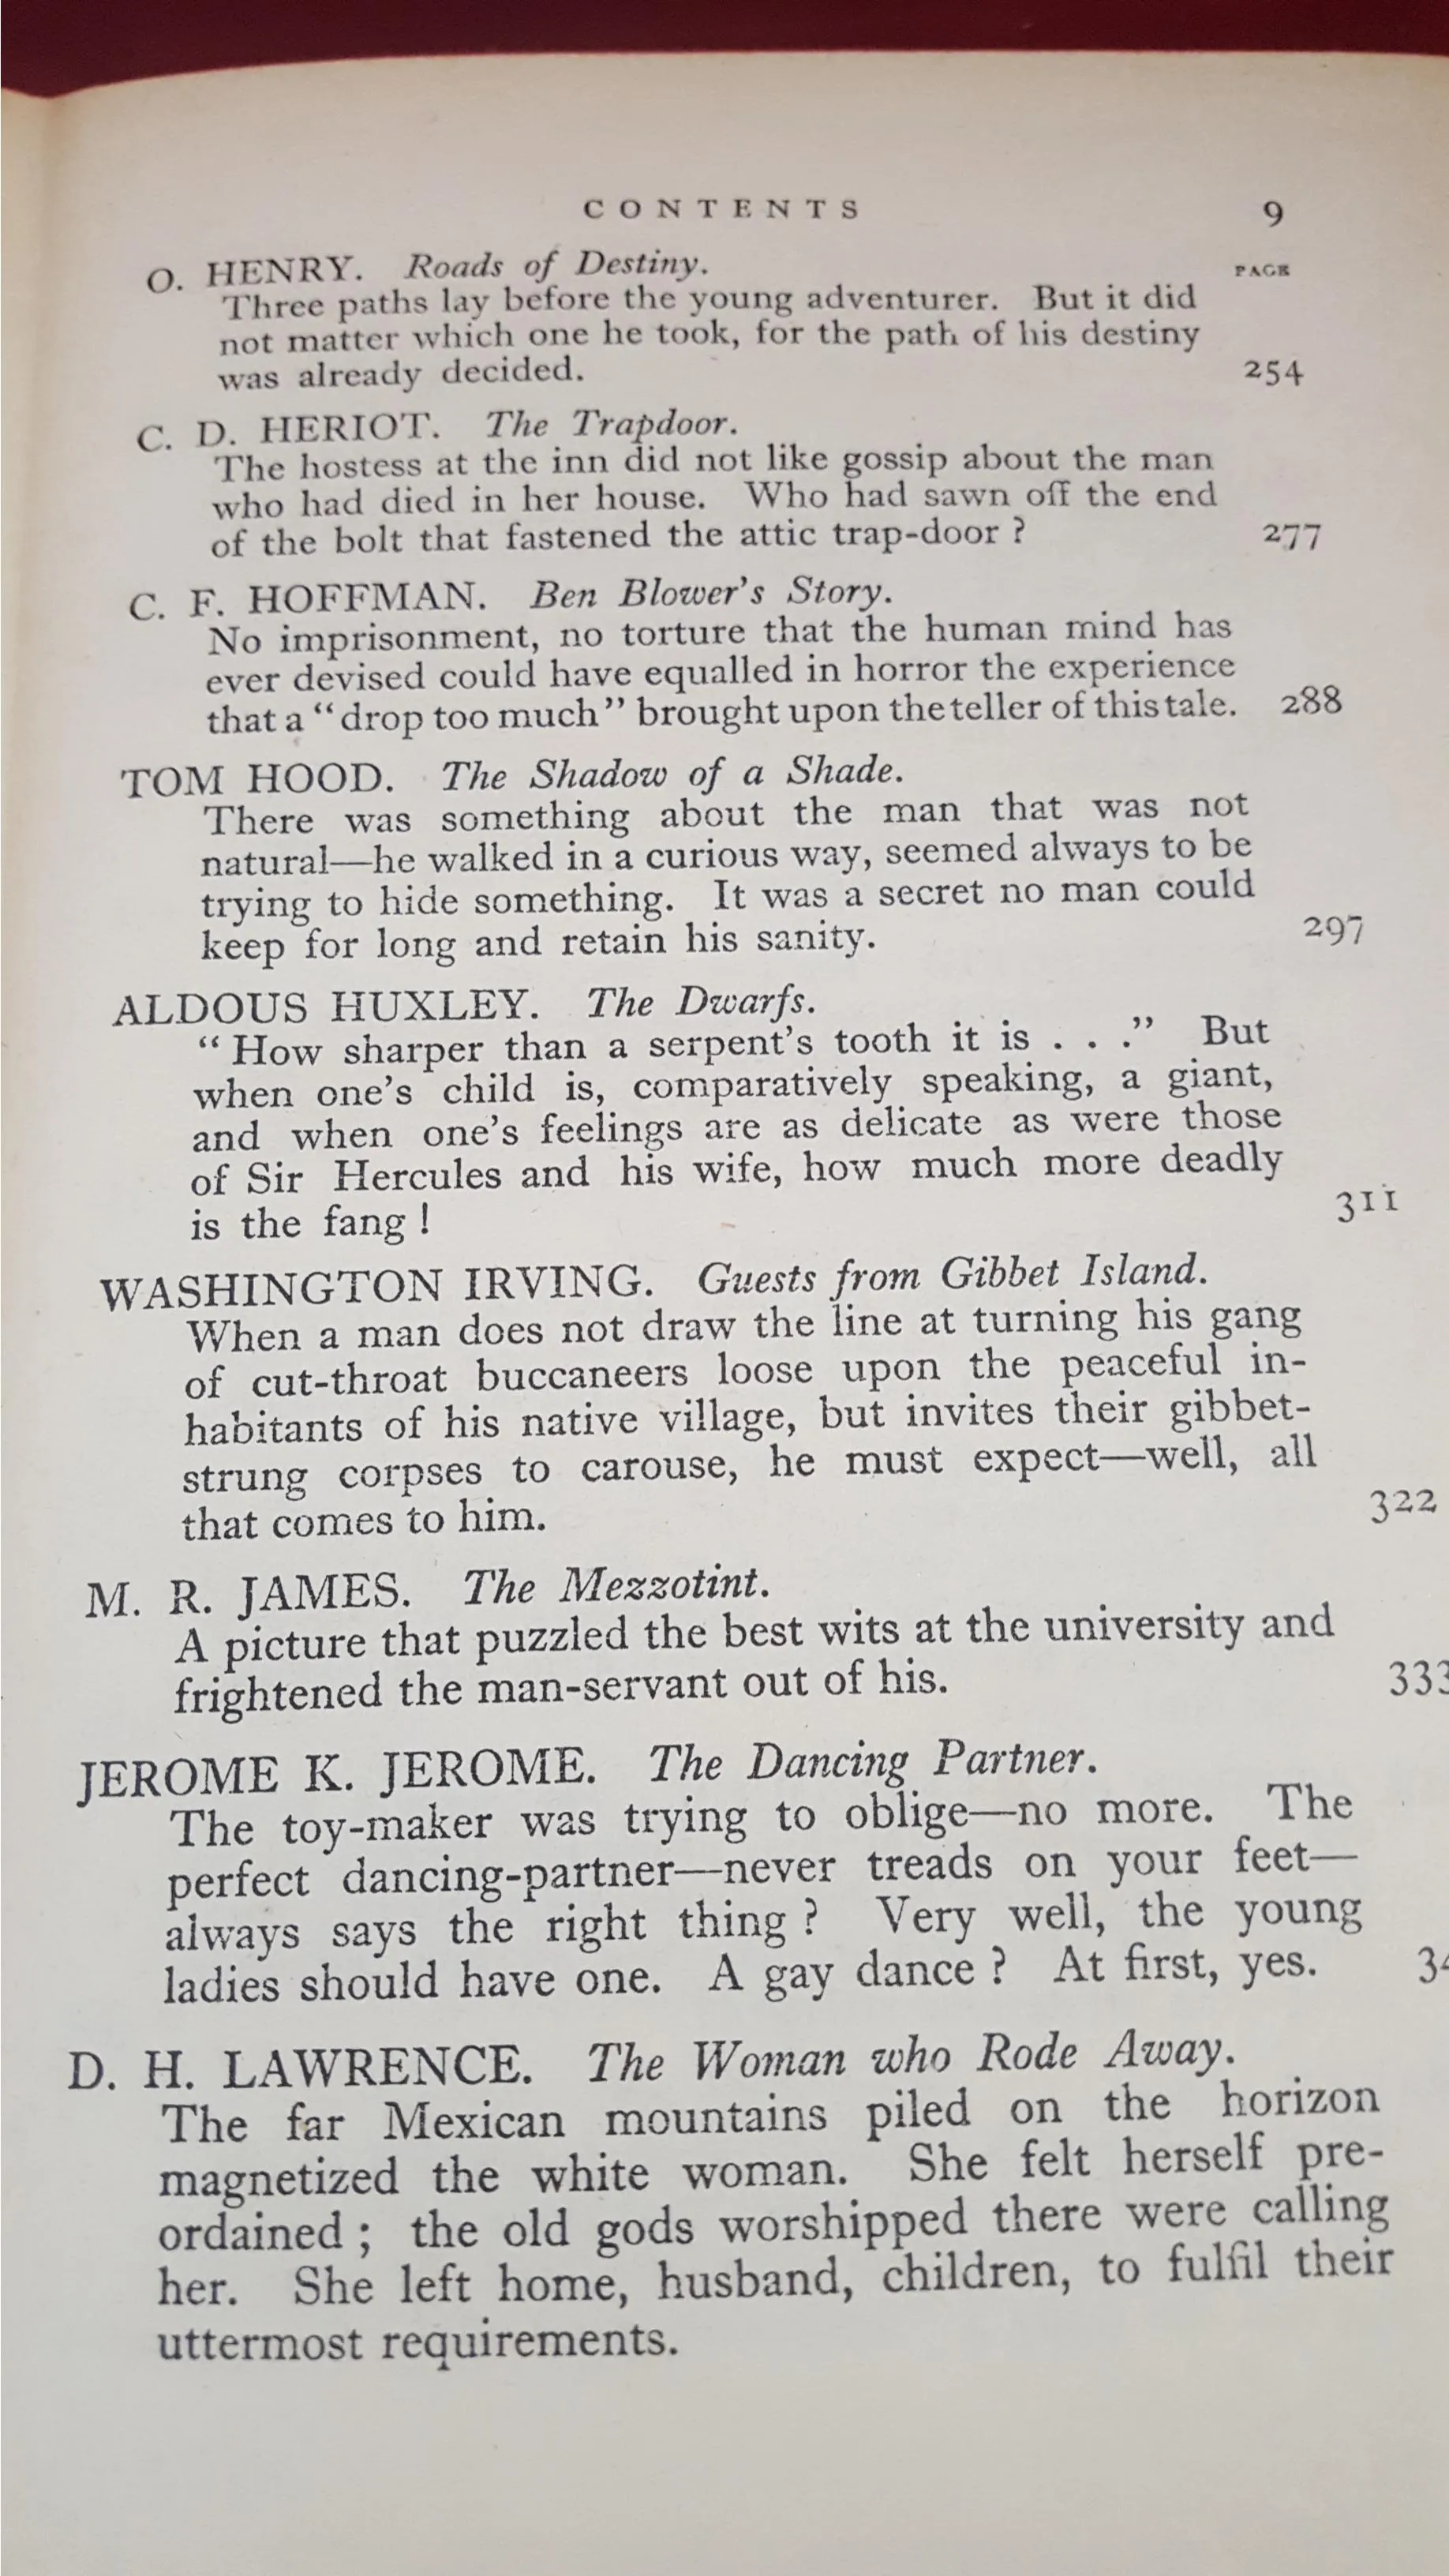 CONTENTS 9
O. HENRY. Roads of Destiny. PAGE
Three paths lay before the young adventurer. But it did
not matter which one he took, for the path of his destiny
was already decided. 254
C. D. HERIOT. The Trapdoor.
The hostess at the inn did not like gossip about the man
who had died in her house. Who had sawn off the end
of the bolt that fastened the attic trap-door ? 277
C. F. HOFFMAN. Ben Blower's Story.
No imprisonment, no torture that the human mind has
ever devised could have equalled in horror the experience
that a “drop too much” brought upon the teller of this tale. 288
TOM HOOD. The Shadow of a Shade.
There was something about the man that was not
natural—he walked in a curious way, seemed always to be
trying to hide something. It was a secret no man could
keep for long and retain his sanity. 297
ALDOUS HUXLEY. The Dwarfs.
“ How sharper than a serpent's tooth it is . . .” But
when one's child is, comparatively speaking, a giant,
and when one's feelings are as delicate as were those
of Sir Hercules and his wife, how much more deadly
is the fang ! 311
WASHINGTON IRVING. Guests from Gibbet Island.
When a man does not draw the line at turning his gang
of cut-throat buccaneers loose upon the peaceful in-
habitants of his native village, but invites their gibbet-
strung corpses to carouse, he must expect—well, all
that comes to him. 322
M. R. JAMES. The Mezzotint.
A picture that puzzled the best wits at the university and
frightened the man-servant out of his. 333
JEROME K. JEROME. The Dancing Partner.
The toy-maker was trying to oblige—no more. The
perfect dancing-partner—never treads on your feet—
always says the right thing ? Very well, the young
ladies should have one. A gay dance ? At first, yes.
D. H. LAWRENCE. The Woman who Rode Away.
The far Mexican mountains piled on the horizon
magnetized the white woman. She felt herself pre-
ordained ; the old gods worshipped there were calling
her. She left home, husband, children, to fulfil their
uttermost requirements.